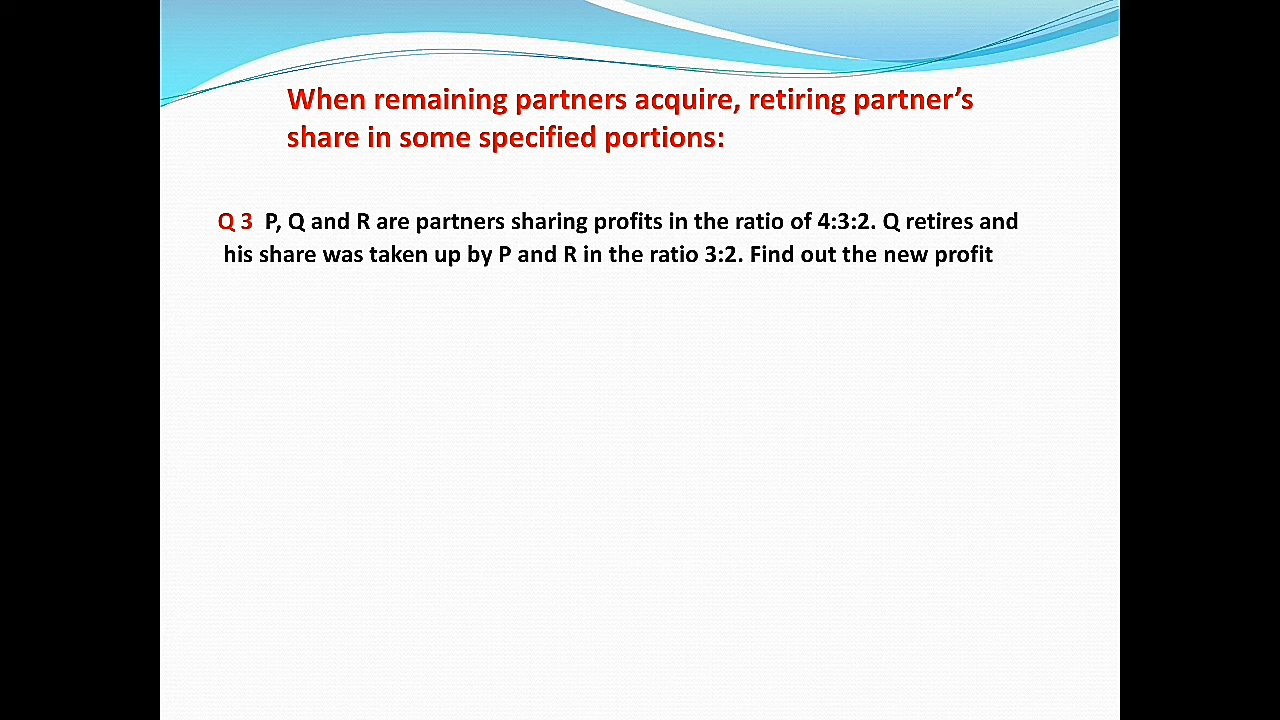 When remaining partners acquire, retiring partner’s
share in some specified portions:
Q 3 P, Q and R are partners sharing profits in the ratio of 4:3:2. Q retires and
his share was taken up by P and R in the ratio 3:2. Find out the new profit